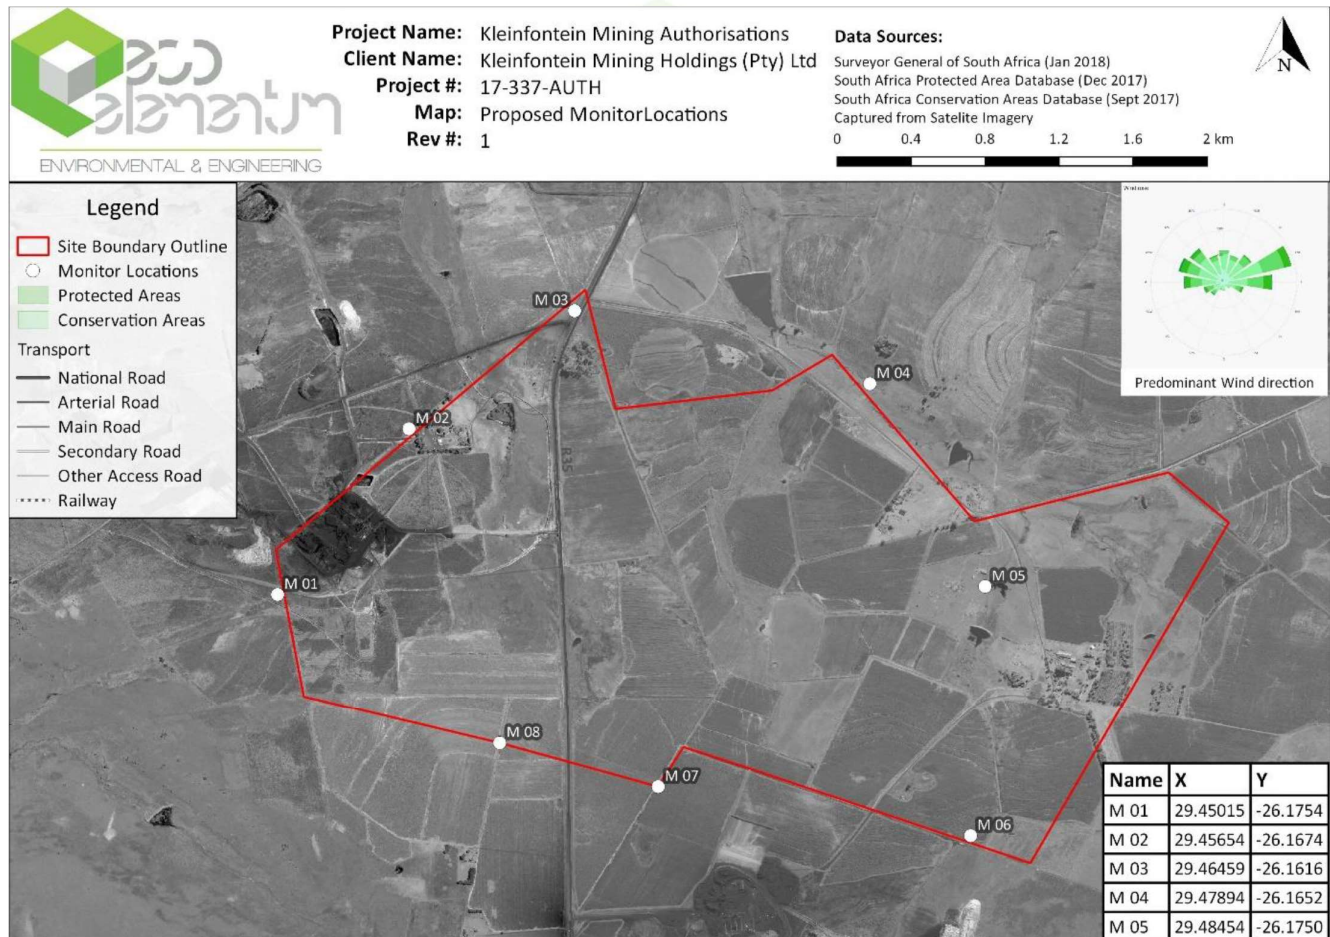 eco
elementum
ENVIRONMENTAL & ENGINEERING
Project Name: Kleinfontein Mining Authorisations
Client Name: Kleinfontein Mining Holdings (Pty) Ltd
Project #: 17-337-AUTH
Map: Proposed MonitorLocations
Rev #: 1
Data Sources:
Surveyor General of South Africa (Jan 2018)
South Africa Protected Area Database (Dec 2017)
South Africa Conservation Areas Database (Sept 2017)
Captured from Satelite Imagery
0 0.4 0.8 1.2 1.6 2 km
N
Legend
Site Boundary Outline
Monitor Locations
Protected Areas
Conservation Areas
Transport
National Road
Arterial Road
Main Road
Secondary Road
Other Access Road
Railway
Predominant Wind direction
M 03
M 04
M 02
R35
M 05
M 01
M 08
M 07
M 06
Name X Y
M 01 29.45015 -26.1754
M 02 29.45654 -26.1674
M 03 29.46459 -26.1616
M 04 29.47894 -26.1652
M 05 29.48454 -26.1750